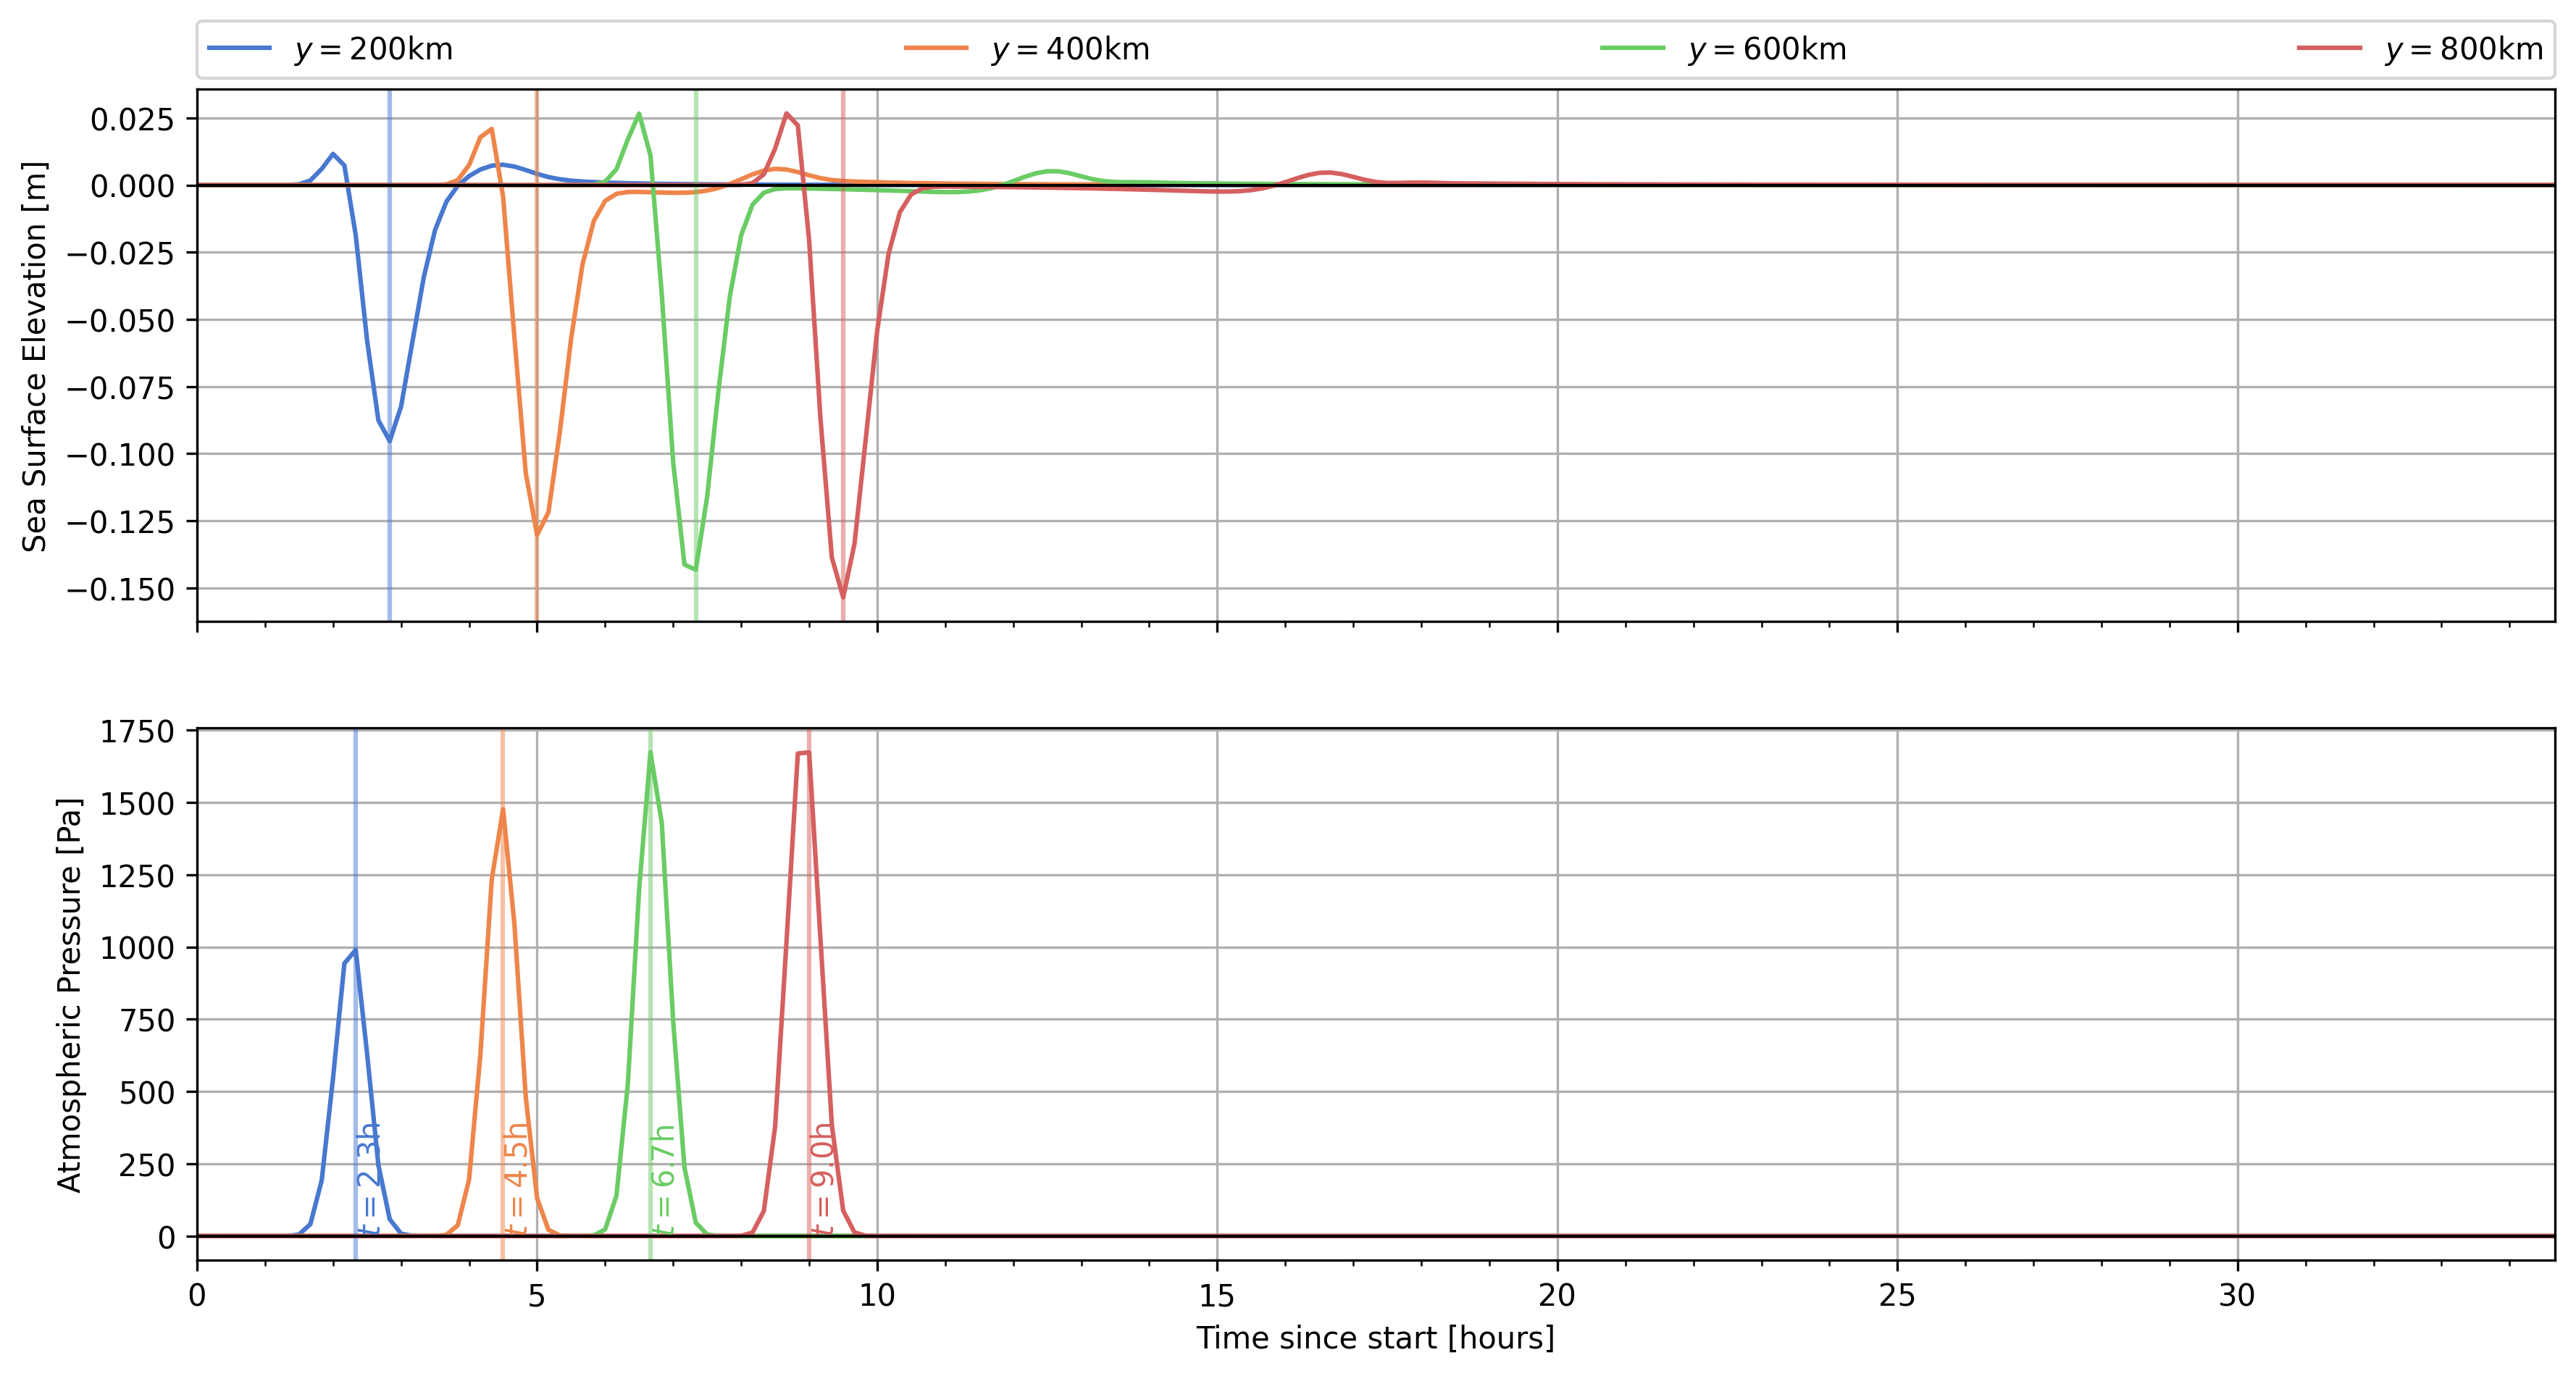 y = 200km y = 400km y = 600km y = 800km
Sea Surface Elevation [m]
0.025
0.000
−0.025
−0.050
−0.075
−0.100
−0.125
−0.150
Atmospheric Pressure [Pa]
1750
1500
1250
1000
750
500
250
0
t = 2.3h
t = 4.5h
t = 6.7h
t = 9.0h
0 5 10 15 20 25 30
Time since start [hours]